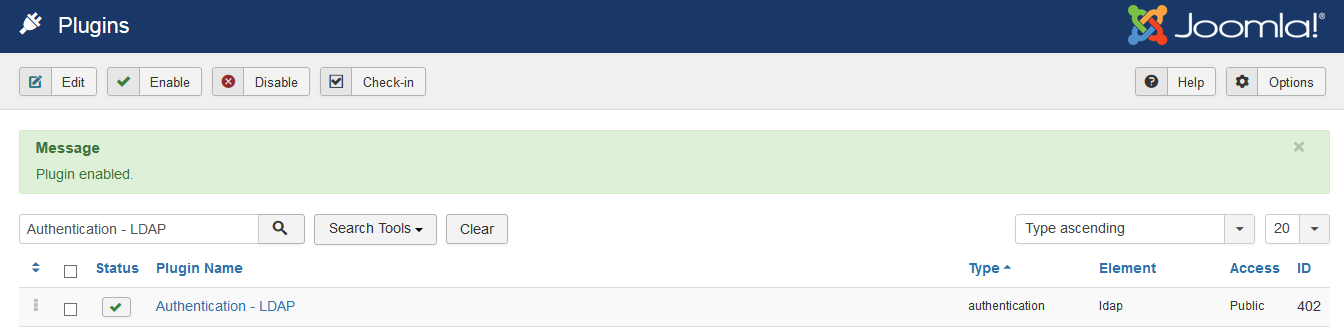 Plugins
Joomla!®
Edit Enable Disable Check-in Help Options
Message
Plugin enabled.
Authentication - LDAP Search Tools Clear Type ascending 20
Status Plugin Name Type Element Access ID
Authentication - LDAP authentication ldap Public 402